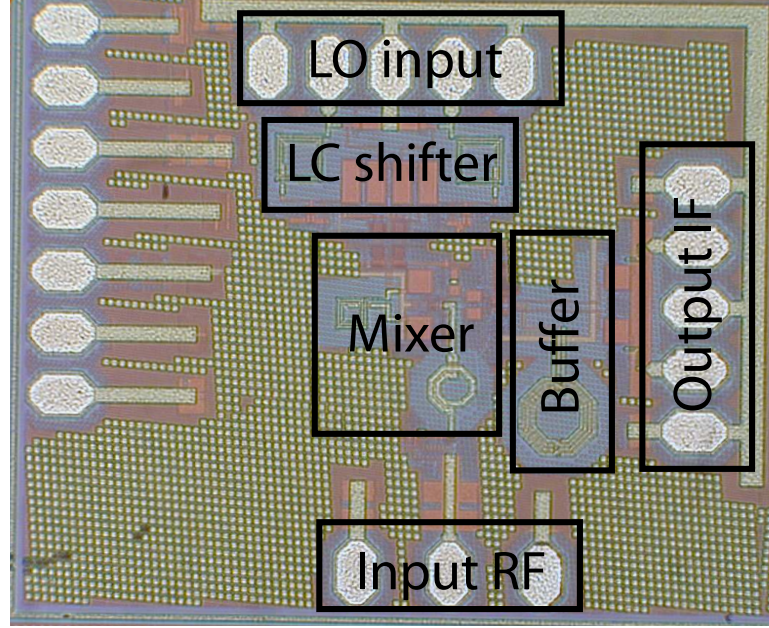 LO input
LC shifter
Mixer
Buffer
Output IF
Input RF